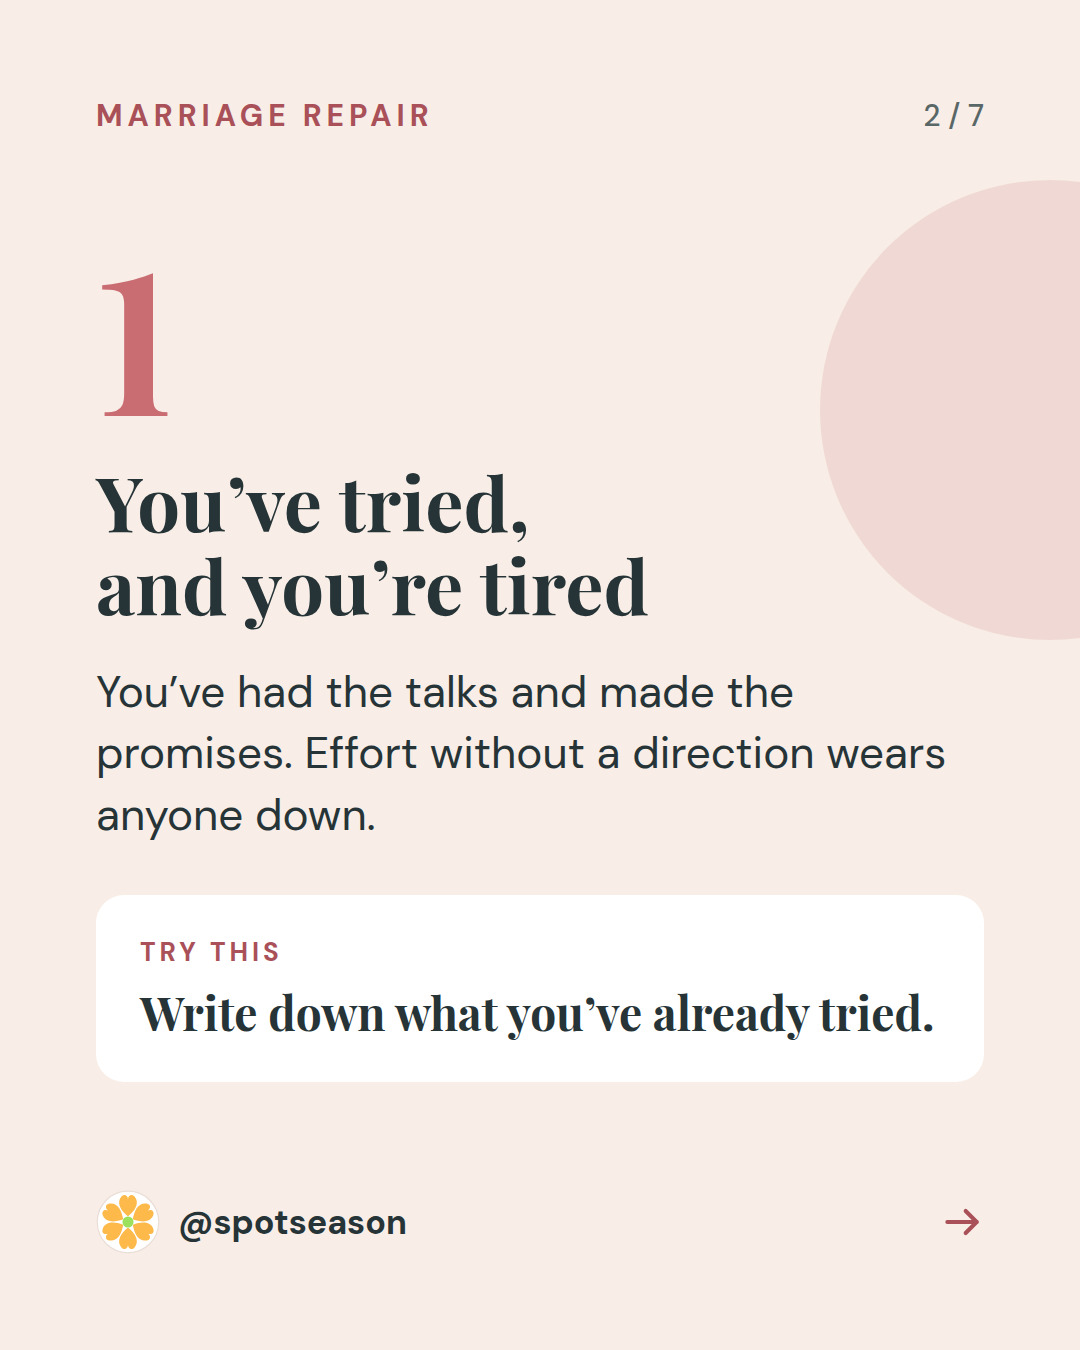 MARRIAGE REPAIR
2 / 7
1
You’ve tried,
and you’re tired
You’ve had the talks and made the
promises. Effort without a direction wears
anyone down.
TRY THIS
Write down what you’ve already tried.
@spotseason